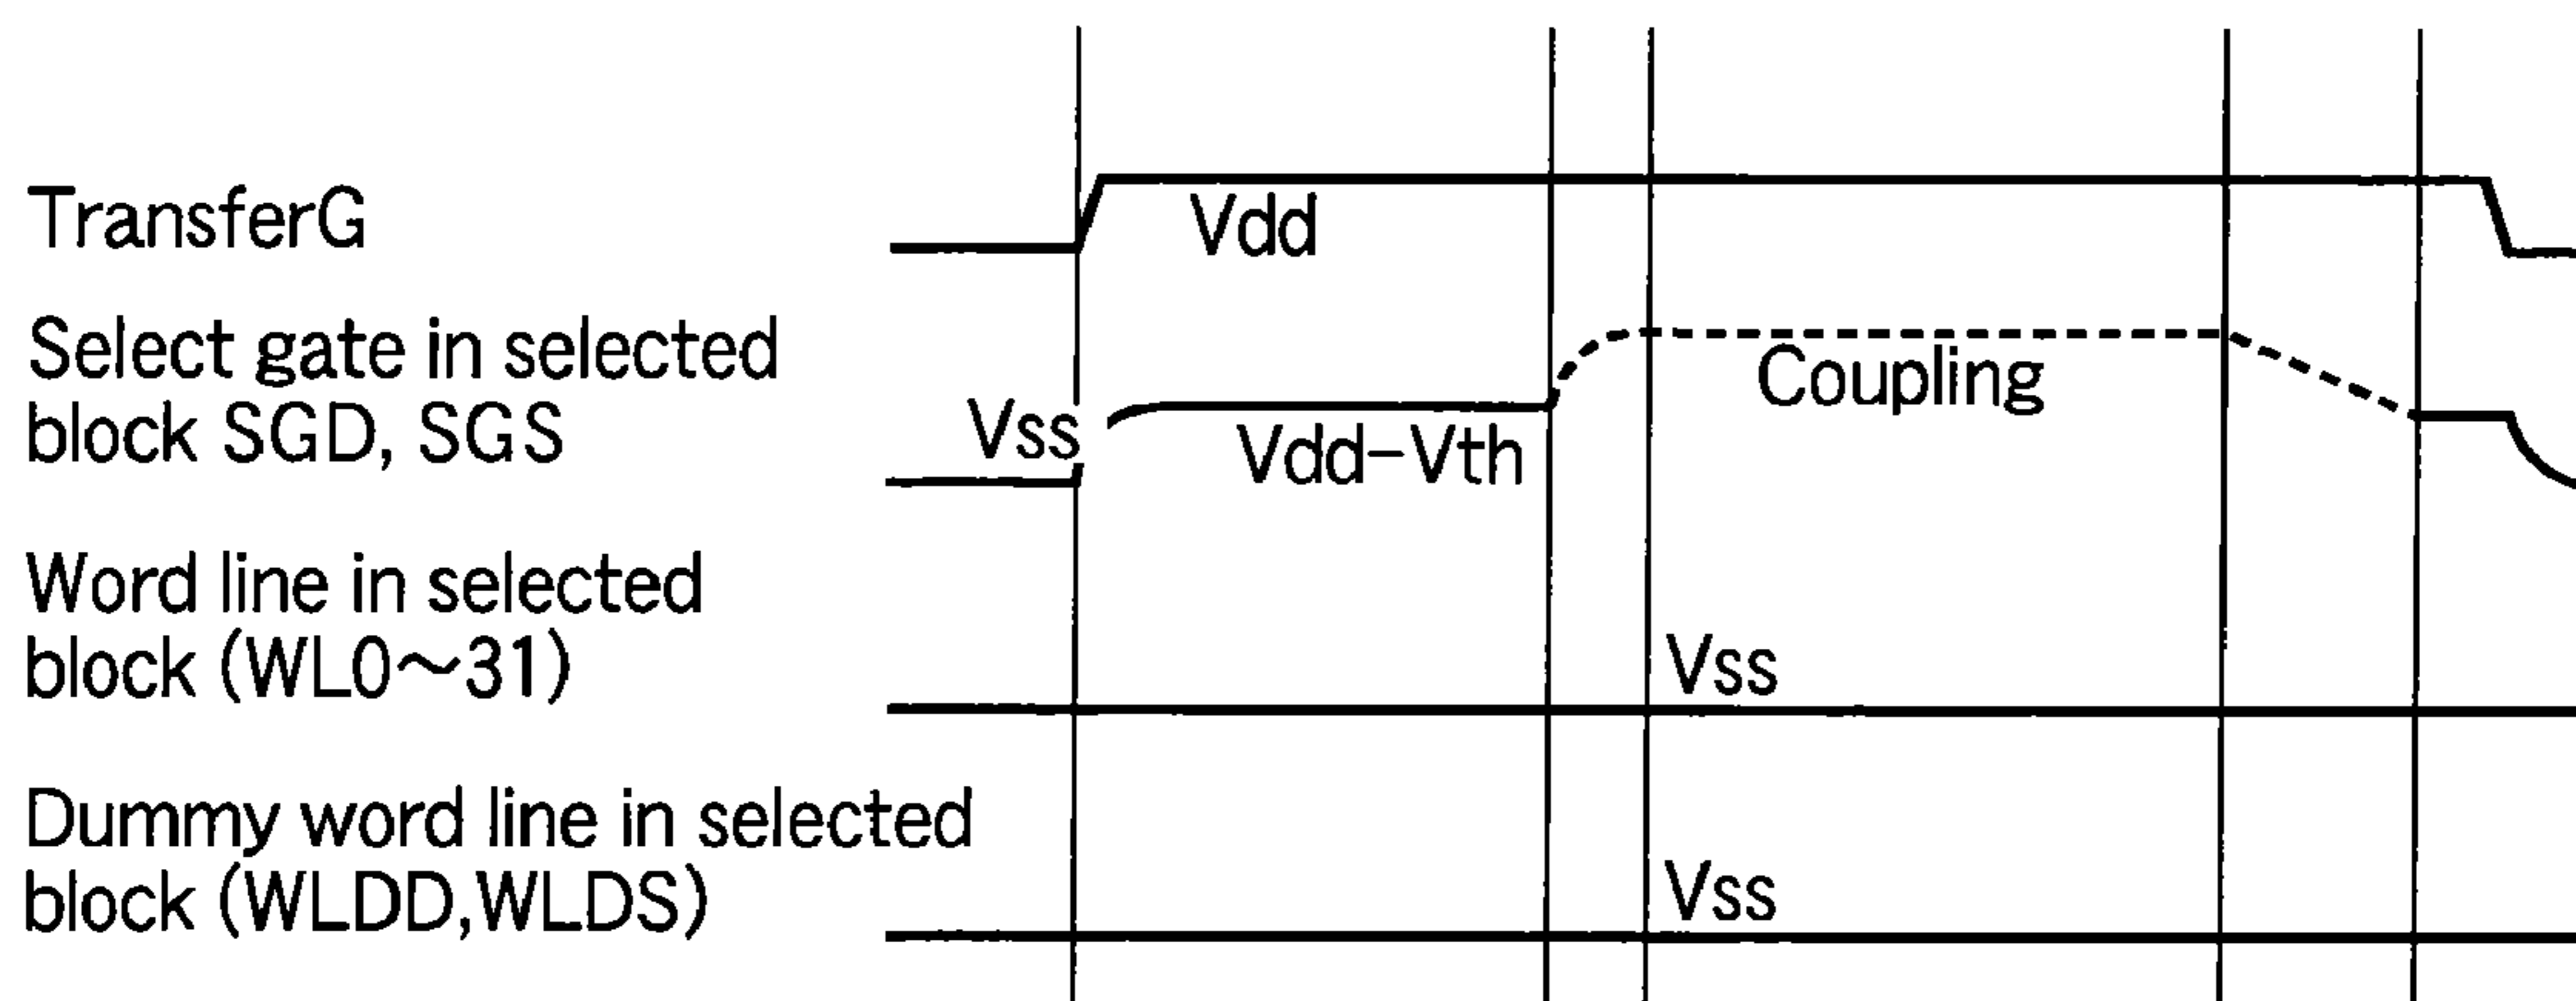 TransferG
Vdd
Select gate in selected
block SGD, SGS
Vss
Vdd-Vth
Coupling
Word line in selected
block (WL0～31)
Vss
Dummy word line in selected
block (WLDD,WLDS)
Vss